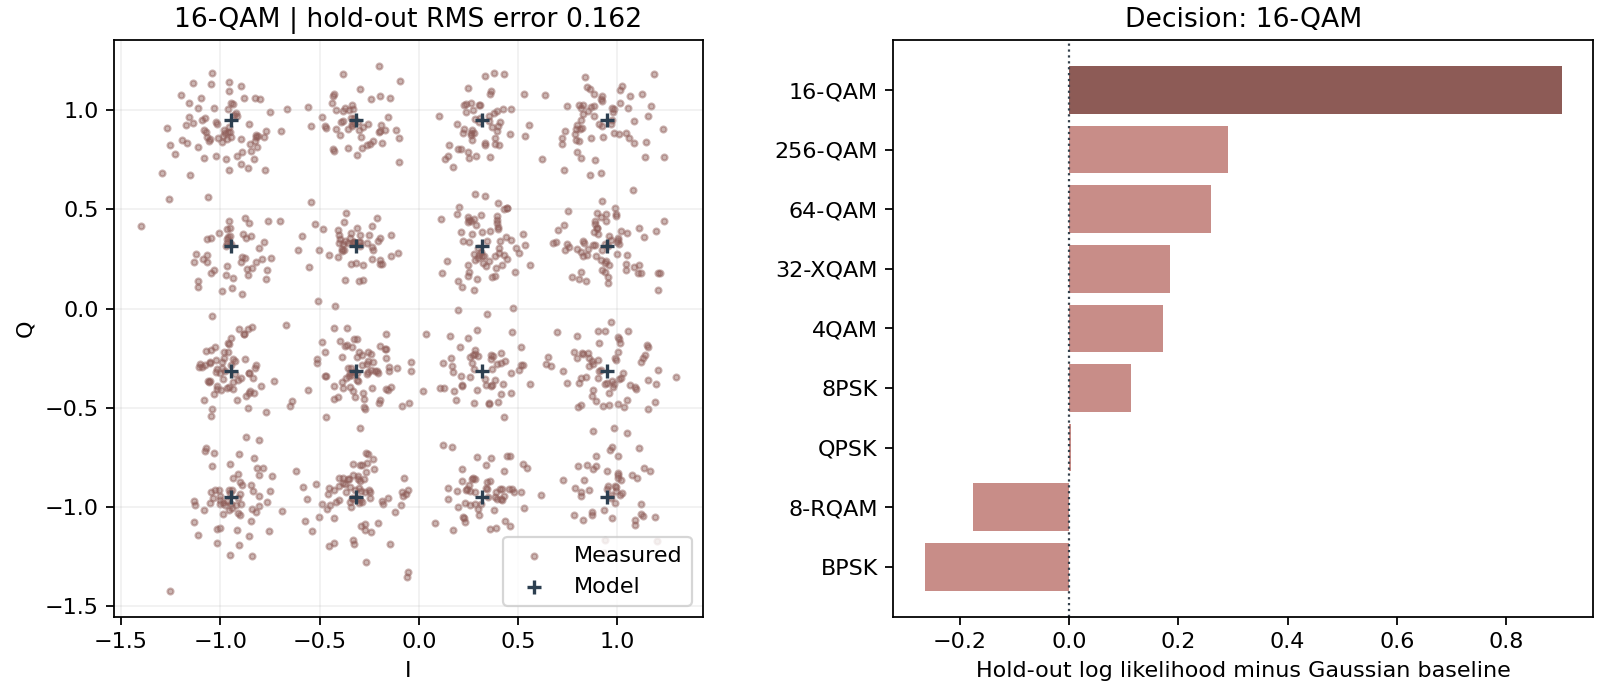 16-QAM | hold-out RMS error 0.162
1.0
0.5
0.0
−0.5
−1.0
−1.5
Q
−1.5 −1.0 −0.5 0.0 0.5 1.0
I
Measured
Model
Decision: 16-QAM
16-QAM
256-QAM
64-QAM
32-XQAM
4QAM
8PSK
QPSK
8-RQAM
BPSK
−0.2 0.0 0.2 0.4 0.6 0.8
Hold-out log likelihood minus Gaussian baseline